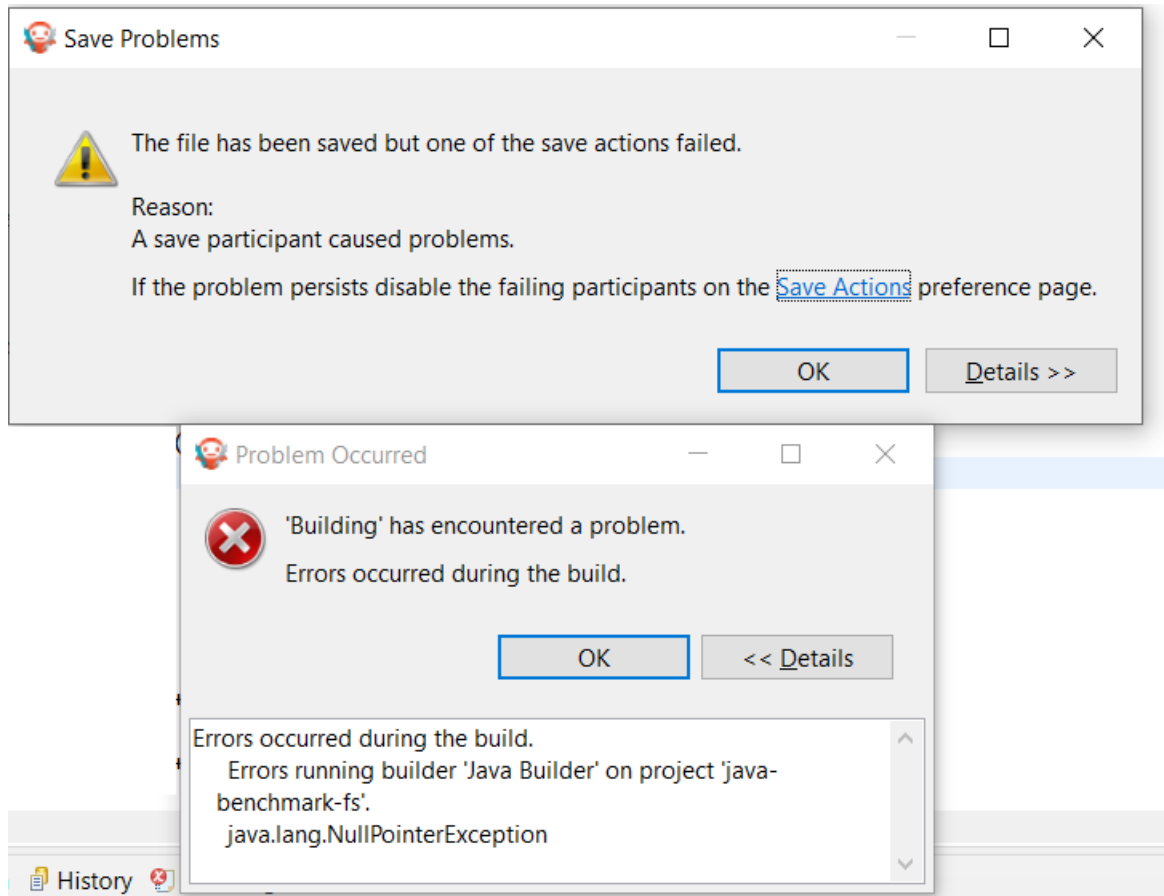 Save Problems
The file has been saved but one of the save actions failed.
Reason:
A save participant caused problems.
If the problem persists disable the failing participants on the Save Actions preference page.
OK
Details >>
Problem Occurred
'Building' has encountered a problem.
Errors occurred during the build.
OK
<< Details
Errors occurred during the build.
Errors running builder 'Java Builder' on project 'java-
benchmark-fs'.
java.lang.NullPointerException
History